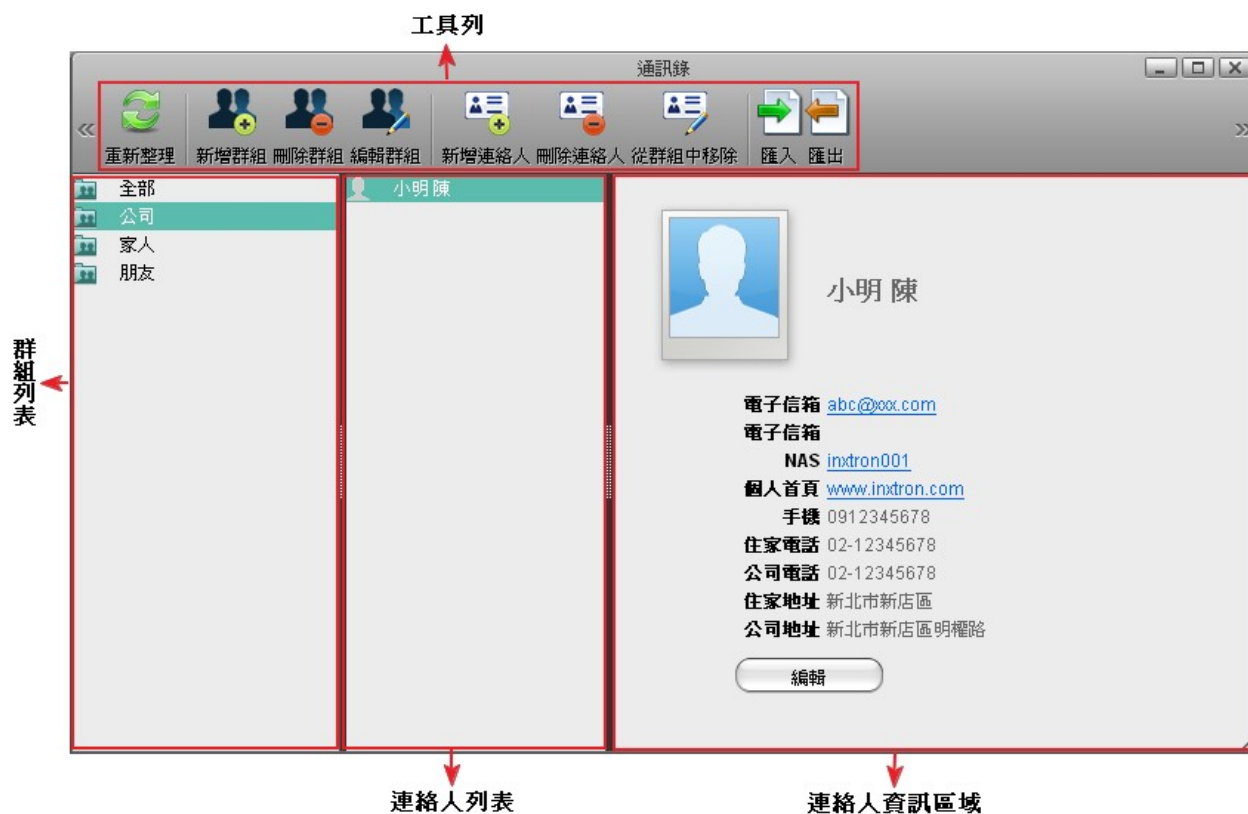 工具列
通訊錄
重新整理 新增群組 刪除群組 編輯群組 新增連絡人 刪除連絡人 從群組中移除 匯入 匯出
全部
公司
家人
朋友
群組列表
小明 陳
小明 陳
電子信箱 abc@xxx.com
電子信箱
NAS inxtron001
個人首頁 www.inxtron.com
手機 0912345678
住家電話 02-12345678
公司電話 02-12345678
住家地址 新北市新店區
公司地址 新北市新店區明權路
編輯
連絡人列表
連絡人資訊區域